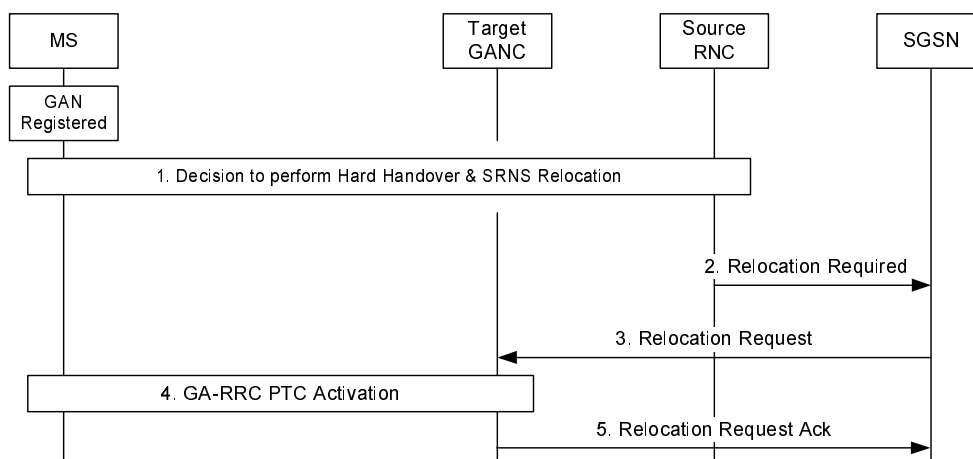 MS
Target
GANC
Source
RNC
SGSN
GAN
Registered
1. Decision to perform Hard Handover & SRNS Relocation
2. Relocation Required
3. Relocation Request
4. GA-RRC PTC Activation
5. Relocation Request Ack